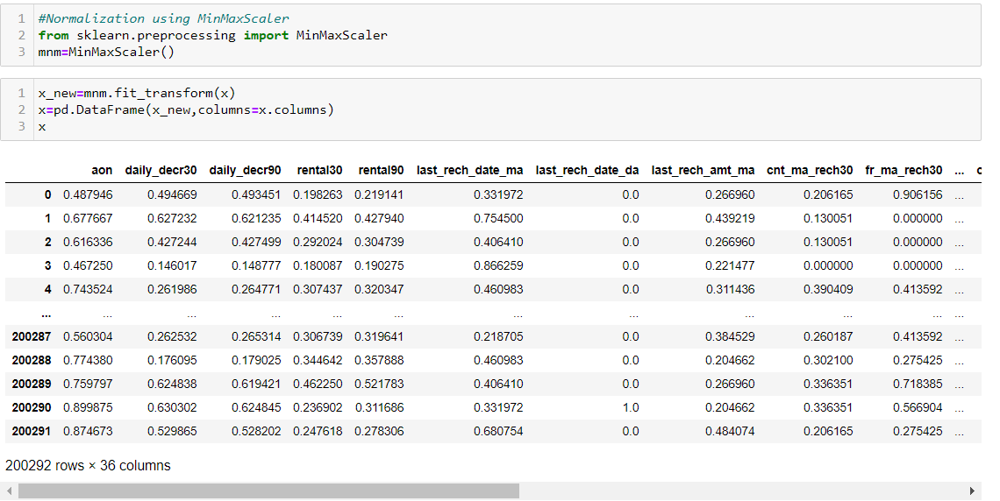 1 #Normalization using MinMaxScaler
2 from sklearn.preprocessing import MinMaxScaler
3 mnm=MinMaxScaler()
1 x_new=mnm.fit_transform(x)
2 x=pd.DataFrame(x_new,columns=x.columns)
3 x
aon daily_decr30 daily_decr90 rental30 rental90 last_rech_date_ma last_rech_date_da last_rech_amt_ma cnt_ma_rech30 fr_ma_rech30 ... c
0 0.487946 0.494669 0.493451 0.198263 0.219141 0.331972 0.0 0.266960 0.206165 0.906156 ...
1 0.677667 0.627232 0.621235 0.414520 0.427940 0.754500 0.0 0.439219 0.130051 0.000000 ...
2 0.616336 0.427244 0.427499 0.292024 0.304739 0.406410 0.0 0.266960 0.130051 0.000000 ...
3 0.467250 0.146017 0.148777 0.180087 0.190275 0.866259 0.0 0.221477 0.000000 0.000000 ...
4 0.743524 0.261986 0.264771 0.307437 0.320347 0.460983 0.0 0.311436 0.390409 0.413592 ...
... ... ... ... ... ... ... ... ... ... ... ...
200287 0.560304 0.262532 0.265314 0.306739 0.319641 0.218705 0.0 0.384529 0.260187 0.413592 ...
200288 0.774380 0.176095 0.179025 0.344642 0.357888 0.460983 0.0 0.204662 0.302100 0.275425 ...
200289 0.759797 0.624838 0.619421 0.462250 0.521783 0.406410 0.0 0.266960 0.336351 0.718385 ...
200290 0.899875 0.630302 0.624845 0.236902 0.311686 0.331972 1.0 0.204662 0.336351 0.566904 ...
200291 0.874673 0.529865 0.528202 0.247618 0.278306 0.680754 0.0 0.484074 0.206165 0.275425 ...
200292 rows × 36 columns